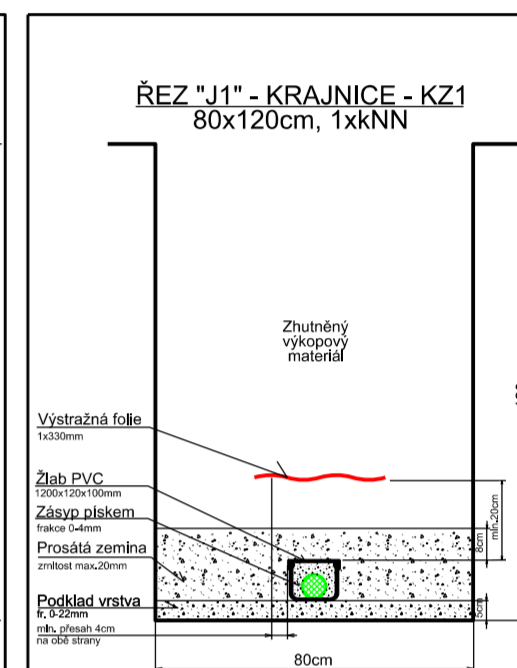 ŘEZ "J1" - KRAJNICE - KZ1
80x120cm, 1xkNN
Zhutněný
výkopový
materiál
Výstražná folie
1x330mm
Žlab PVC
1200x120x100mm
Zásyp pískem
frakce 0-4mm
Prosátá zemina
zrnitost max.20mm
Podklad vrstva
fr. 0-22mm
min. přesah 4cm
na obě strany
min.20cm
8cm
5cm
80cm